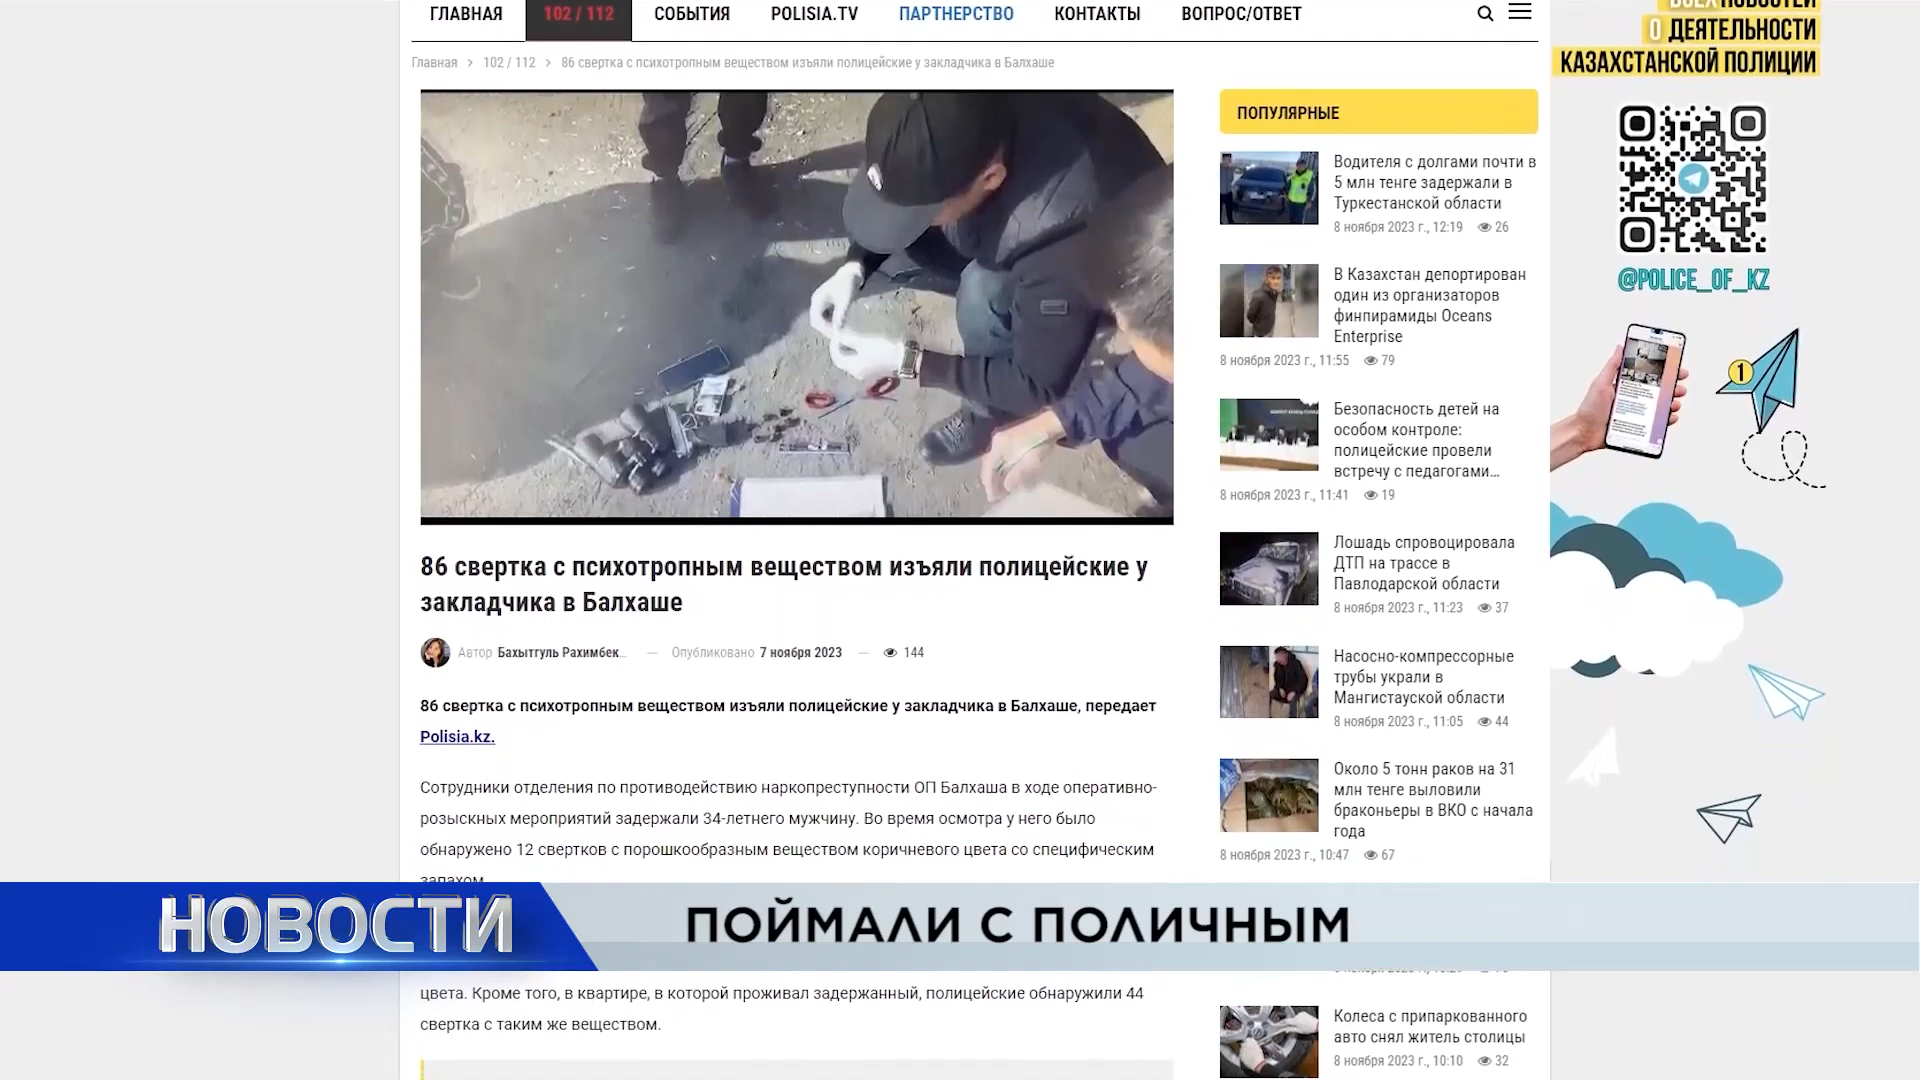 ГЛАВНАЯ 102 / 112 СОБЫТИЯ POLISIA.TV ПАРТНЕРСТВО КОНТАКТЫ ВОПРОС/ОТВЕТ
Главная > 102 / 112 > 86 свертка с психотропным веществом изъяли полицейские у закладчика в Балхаше
86 свертка с психотропным веществом изъяли полицейские у
закладчика в Балхаше
Автор Бахытгуль Рахимбек... — Опубликовано 7 ноября 2023 — 144
86 свертка с психотропным веществом изъяли полицейские у закладчика в Балхаше, передает
Polisia.kz.
Сотрудники отделения по противодействию наркопреступности ОП Балхаша в ходе оперативно-
розыскных мероприятий задержали 34-летнего мужчину. Во время осмотра у него было
обнаружено 12 свертков с порошкообразным веществом коричневого цвета со специфическим
запахом.
цвета. Кроме того, в квартире, в которой проживал задержанный, полицейские обнаружили 44
свертка с таким же веществом.
ПОПУЛЯРНЫЕ
Водителя с долгами почти в
5 млн тенге задержали в
Туркестанской области
8 ноября 2023 г., 12:19 26
В Казахстан депортирован
один из организаторов
финпирамиды Oceans
Enterprise
8 ноября 2023 г., 11:55 79
Безопасность детей на
особом контроле:
полицейские провели
встречу с педагогами...
8 ноября 2023 г., 11:41 19
Лошадь спровоцировала
ДТП на трассе в
Павлодарской области
8 ноября 2023 г., 11:23 37
Насосно-компрессорные
трубы украли в
Мангистауской области
8 ноября 2023 г., 11:05 44
Около 5 тонн раков на 31
млн тенге выловили
браконьеры в ВКО с начала
года
8 ноября 2023 г., 10:47 67
Колеса с припаркованного
авто снял житель столицы
8 ноября 2023 г., 10:10 32
ВСЕХ НОВОСТЕЙ
О ДЕЯТЕЛЬНОСТИ
КАЗАХСТАНСКОЙ ПОЛИЦИИ
@POLICE_OF_KZ
1
НОВОСТИ
ПОЙМАЛИ С ПОЛИЧНЫМ